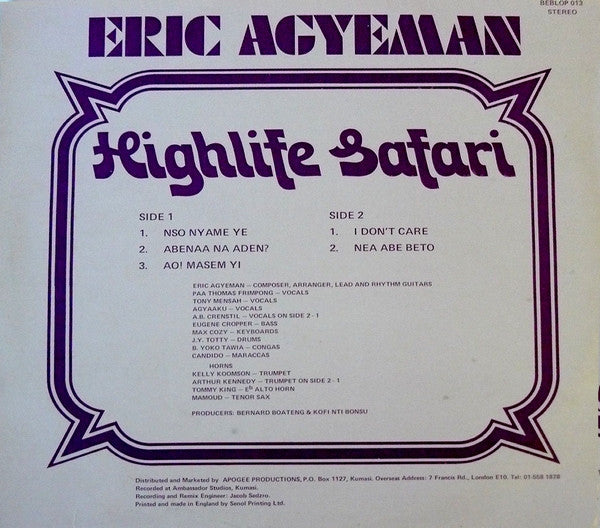 BEBLOP 013
STEREO
ERIC AGYEMAN
Highlife Safari
SIDE 1
1. NSO NYAME YE
2. ABENAA NA ADEN?
3. AO! MASEM YI
SIDE 2
1. I DON'T CARE
2. NEA ABE BETO
ERIC AGYEMAN — COMPOSER, ARRANGER, LEAD AND RHYTHM GUITARS
PAA THOMAS FRIMPONG — VOCALS
TONY MENSAH — VOCALS
AGYAAKU — VOCALS
A.B. CRENSTIL — VOCALS ON SIDE 2-1
EUGENE CROPPER — BASS
MAX COZY — KEYBOARDS
J.Y. TOTTY — DRUMS
B. YOKO TAWIA — CONGAS
CANDIDO — MARACCAS
HORNS
KELLY KOOMSON — TRUMPET
ARTHUR KENNEDY — TRUMPET ON SIDE 2-1
TOMMY KING — Eb ALTO HORN
MAMOUD — TENOR SAX
PRODUCERS: BERNARD BOATENG & KOFI NTI BONSU
Distributed and Marketed by APOGEE PRODUCTIONS, P.O. Box 1127, Kumasi. Overseas Address: 7 Francis Rd., London E10. Tel: 01-558 1878
Recorded at Ambassador Studios, Kumasi.
Recording and Remix Engineer: Jacob Sedzro.
Printed and made in England by Senol Printing Ltd.